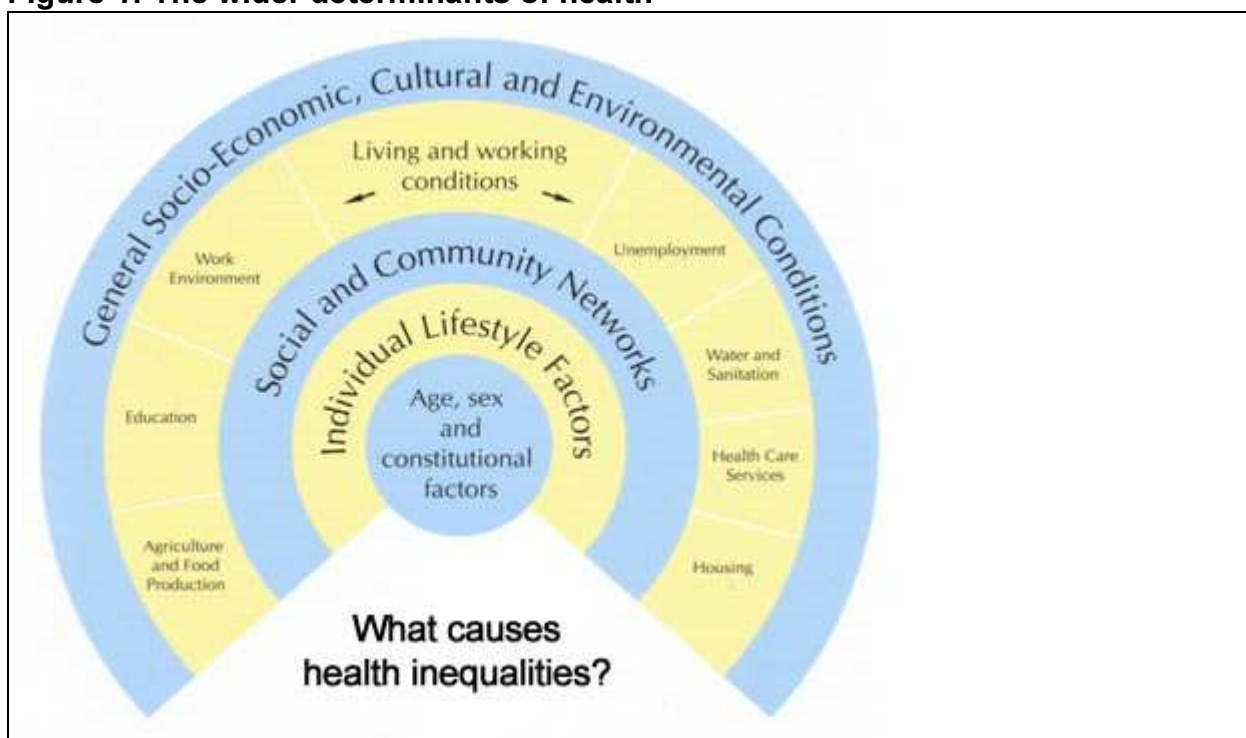 Figure 1: The wider determinants of health
General Socio-Economic, Cultural and Environmental Conditions
Living and working
conditions
Work
Environment
Unemployment
Education
Water and
Sanitation
Agriculture
and Food
Production
Health Care
Services
Housing
Social and Community Networks
Individual Lifestyle Factors
Age, sex
and
constitutional
factors
What causes
health inequalities?